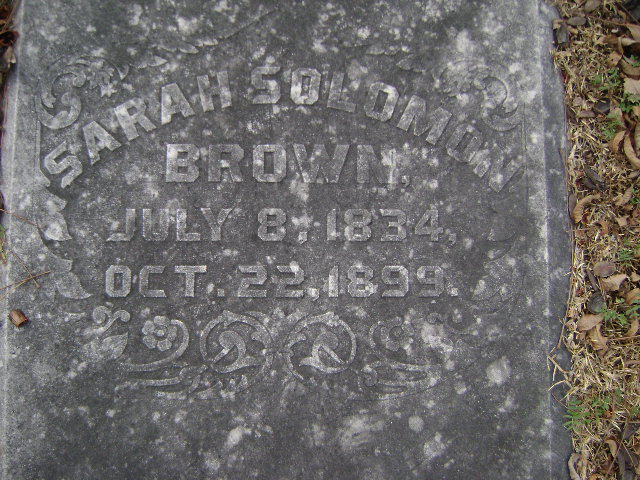 SARAH SOLOMON
BROWN,
JULY 8, 1834,
OCT. 22, 1899.